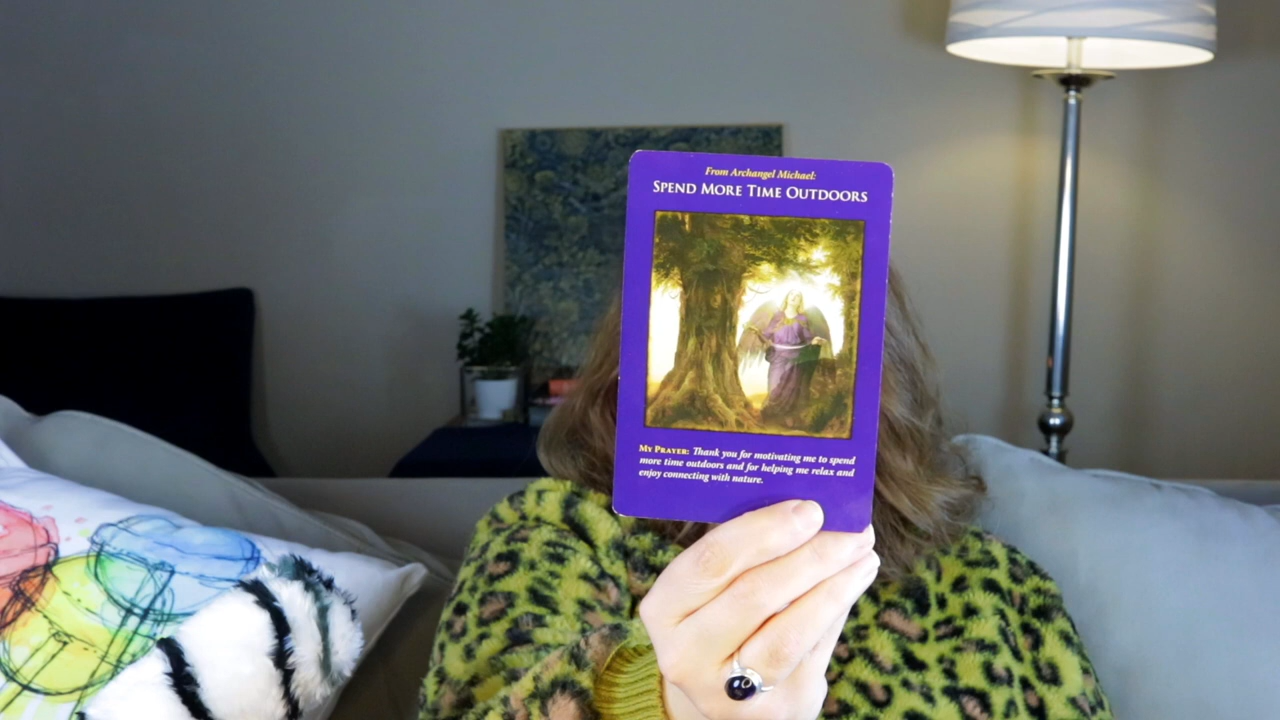 From Archangel Michael:
SPEND MORE TIME OUTDOORS
MY PRAYER: Thank you for motivating me to spend
more time outdoors and for helping me relax and
enjoy connecting with nature.